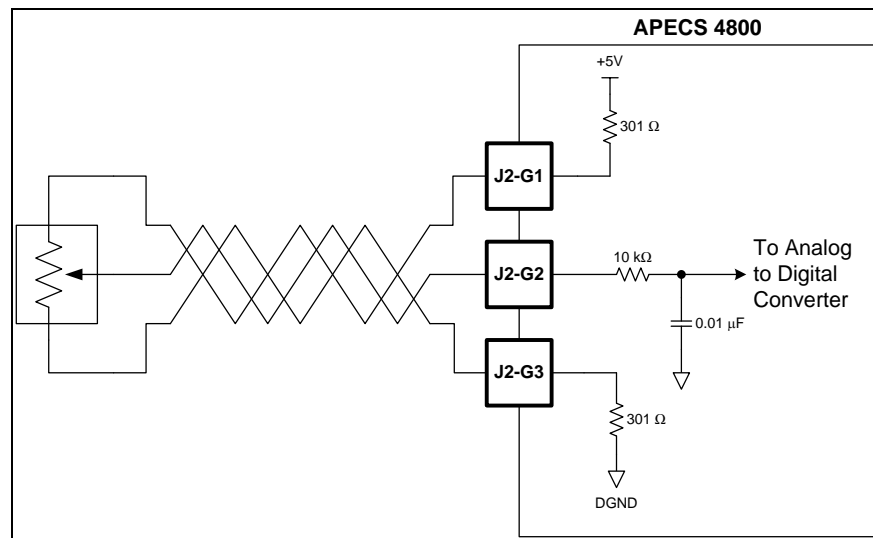 APECS 4800
+5V
301 Ω
J2-G1
J2-G2
10 kΩ
To Analog
to Digital
Converter
0.01 μF
J2-G3
301 Ω
DGND